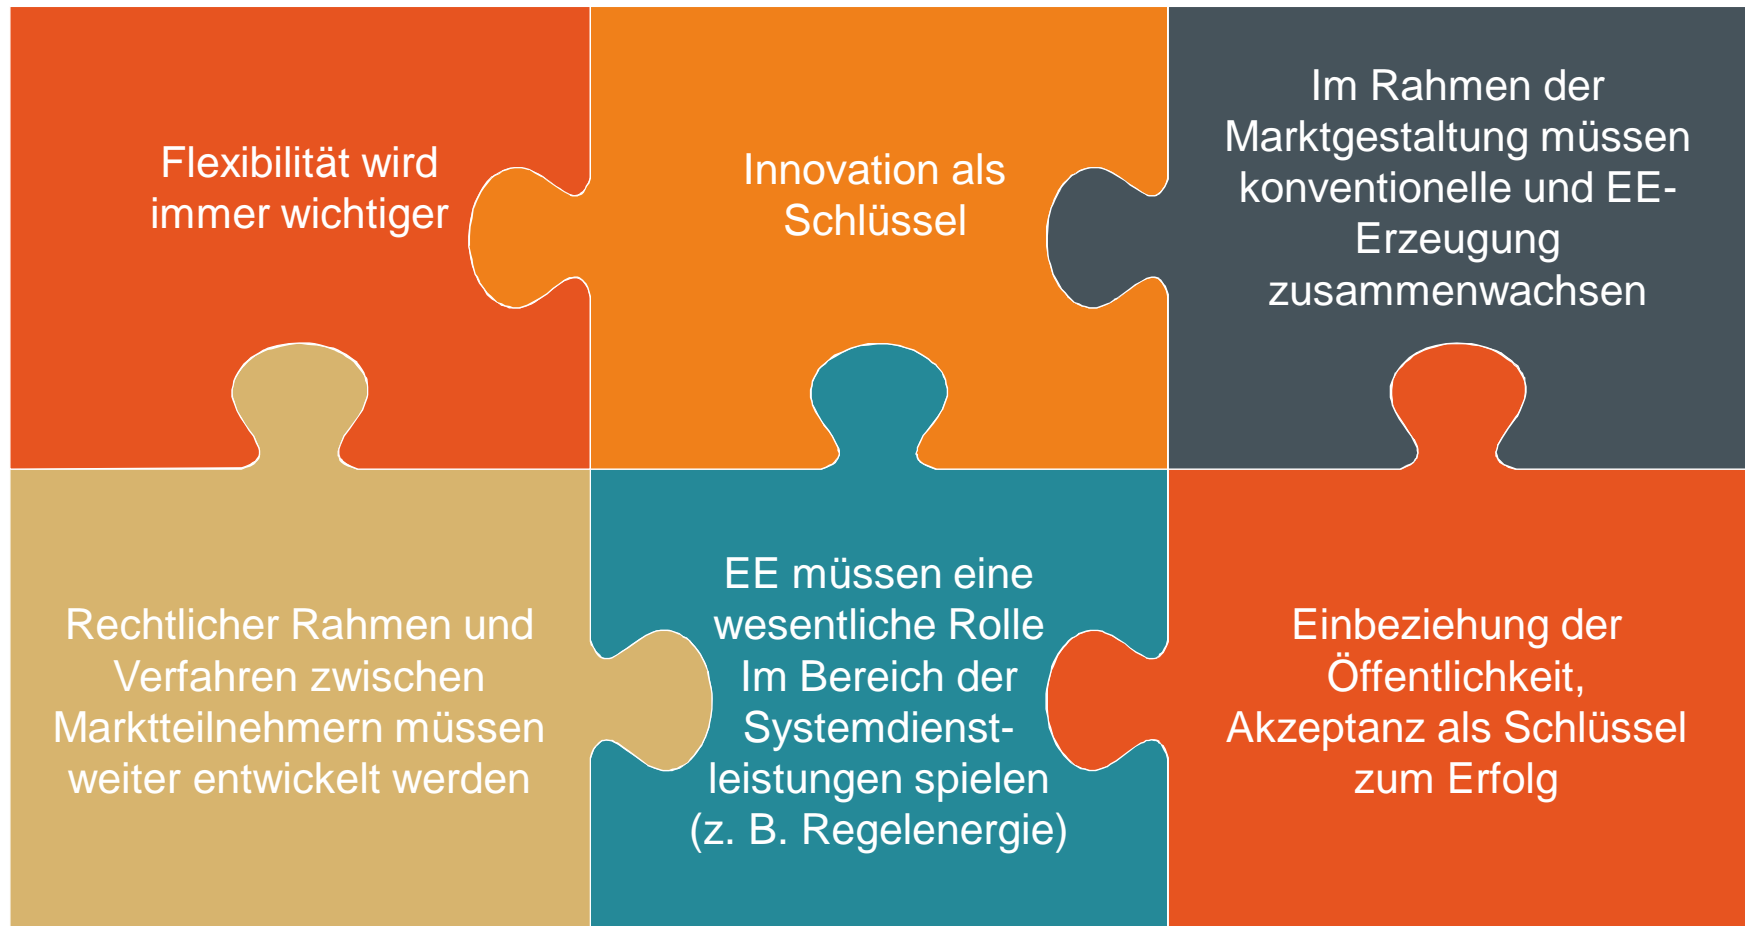 Flexibilität wird
immer wichtiger
Innovation als
Schlüssel
Im Rahmen der
Marktgestaltung müssen
konventionelle und EE-
Erzeugung
zusammenwachsen
Rechtlicher Rahmen und
Verfahren zwischen
Marktteilnehmern müssen
weiter entwickelt werden
EE müssen eine
wesentliche Rolle
Im Bereich der
Systemdienst-
leistungen spielen
(z. B. Regelenergie)
Einbeziehung der
Öffentlichkeit,
Akzeptanz als Schlüssel
zum Erfolg